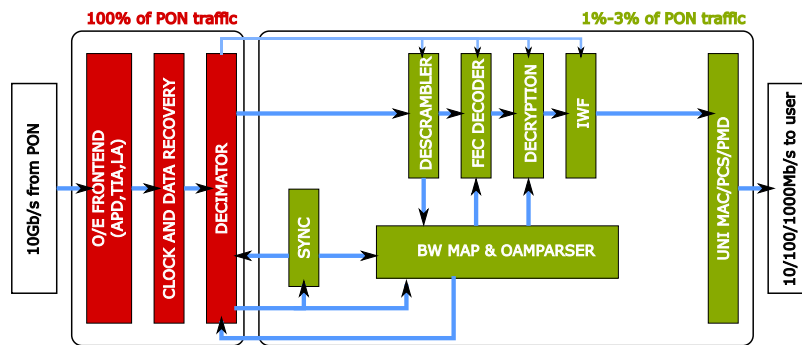 100% of PON traffic
1%-3% of PON traffic
10Gb/s from PON
O/E FRONTEND
(APD,TIA,LA)
CLOCK AND DATA RECOVERY
DECIMATOR
SYNC
DESCRAMBLER
FEC DECODER
DECRYPTION
IWF
BW MAP & OAMPARSER
UNI MAC/PCS/PMD
10/100/1000Mb/s to user